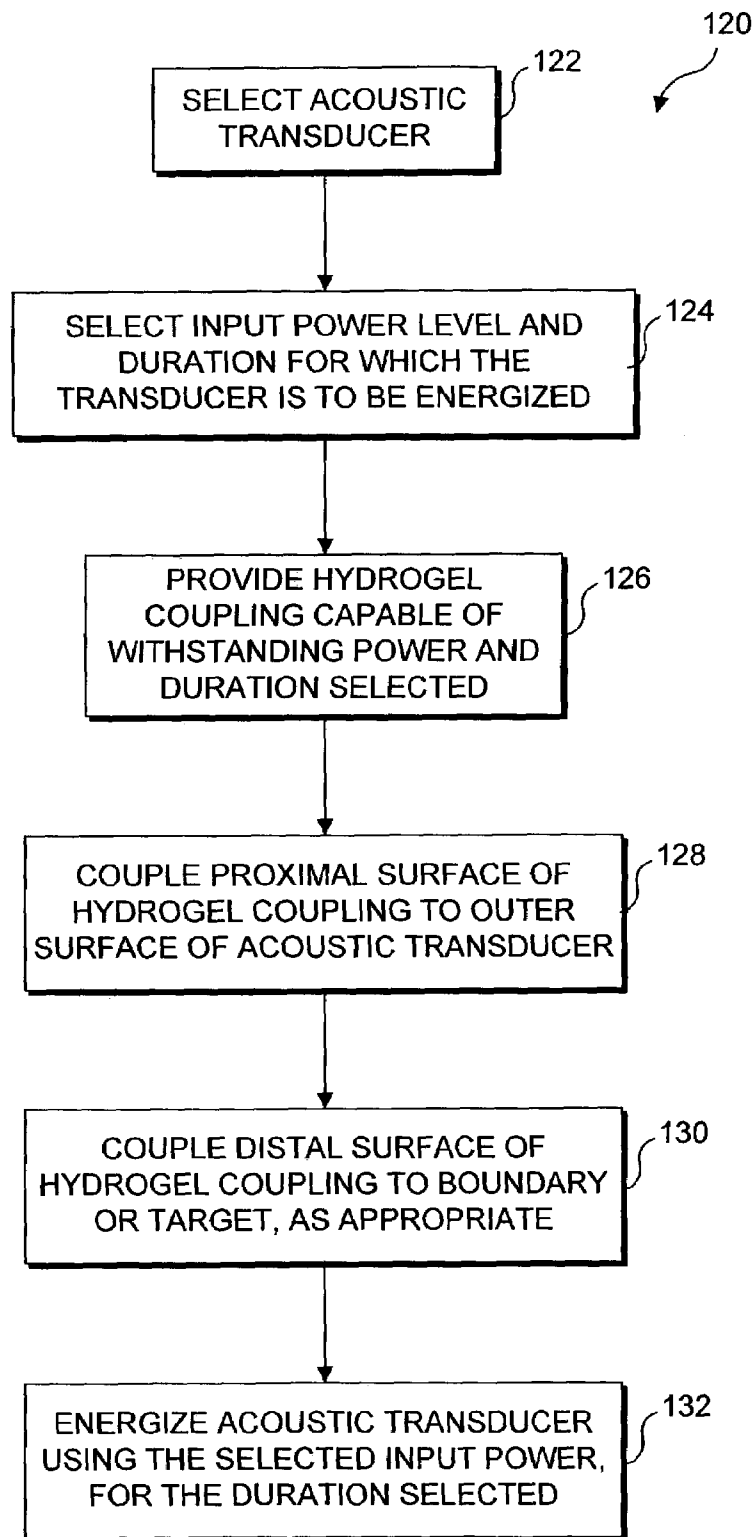 120
122
SELECT ACOUSTIC
TRANSDUCER
124
SELECT INPUT POWER LEVEL AND
DURATION FOR WHICH THE
TRANSDUCER IS TO BE ENERGIZED
126
PROVIDE HYDROGEL
COUPLING CAPABLE OF
WITHSTANDING POWER AND
DURATION SELECTED
128
COUPLE PROXIMAL SURFACE OF
HYDROGEL COUPLING TO OUTER
SURFACE OF ACOUSTIC TRANSDUCER
130
COUPLE DISTAL SURFACE OF
HYDROGEL COUPLING TO BOUNDARY
OR TARGET, AS APPROPRIATE
132
ENERGIZE ACOUSTIC TRANSDUCER
USING THE SELECTED INPUT POWER,
FOR THE DURATION SELECTED